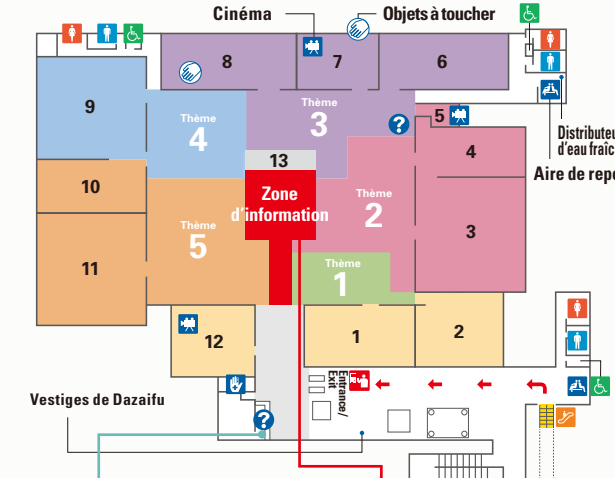 Cinéma
Objets à toucher
8
7
6
9
Thème
4
Thème
3
?
5
Distributeu
d'eau fraîc
4
Aire de repo
13
10
Zone
d'information
Thème
2
3
Thème
5
11
Thème
1
12
1
2
Entrance /
Exit
Vestiges de Dazaifu
?